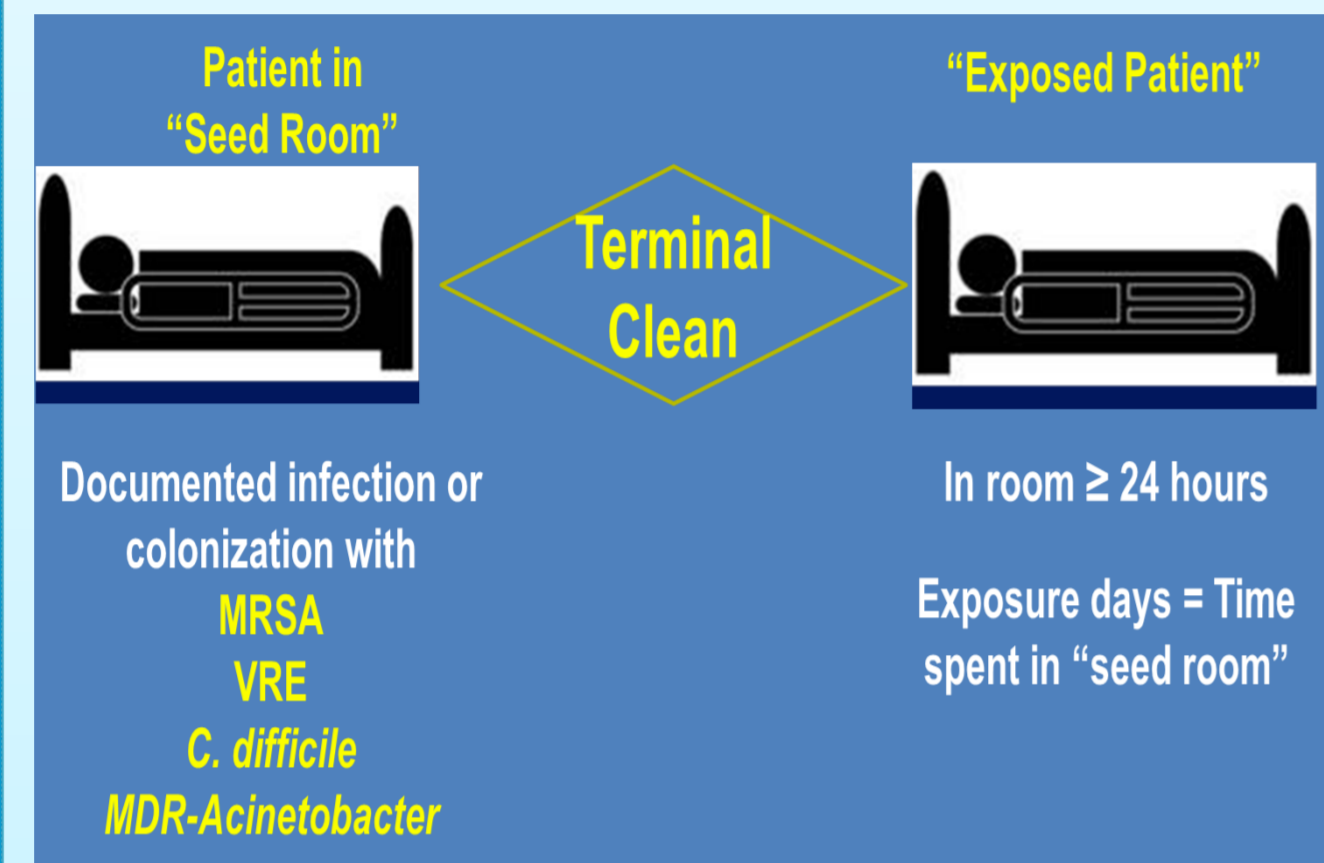 Patient in
“Seed Room”
“Exposed Patient”
Terminal
Clean
Documented infection or
colonization with
MRSA
VRE
C. difficile
MDR-Acinetobacter
In room ≥ 24 hours
Exposure days = Time
spent in “seed room”